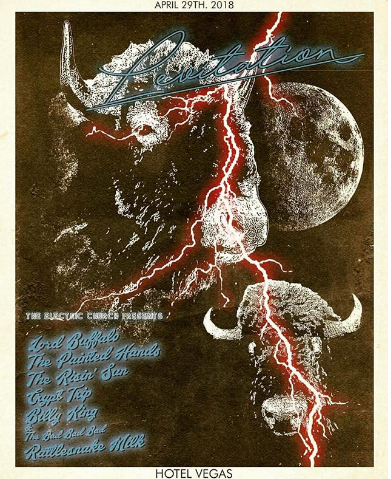 APRIL 29TH. 2018
Levitation
THE ELECTRIC CHURCH PRESENTS
Lord Buffalo
The Painted Hands
The Ruin' Sun
Crypt Trip
Billy King
& The Bad Bad Bad
Rattlesnake Milk
HOTEL VEGAS